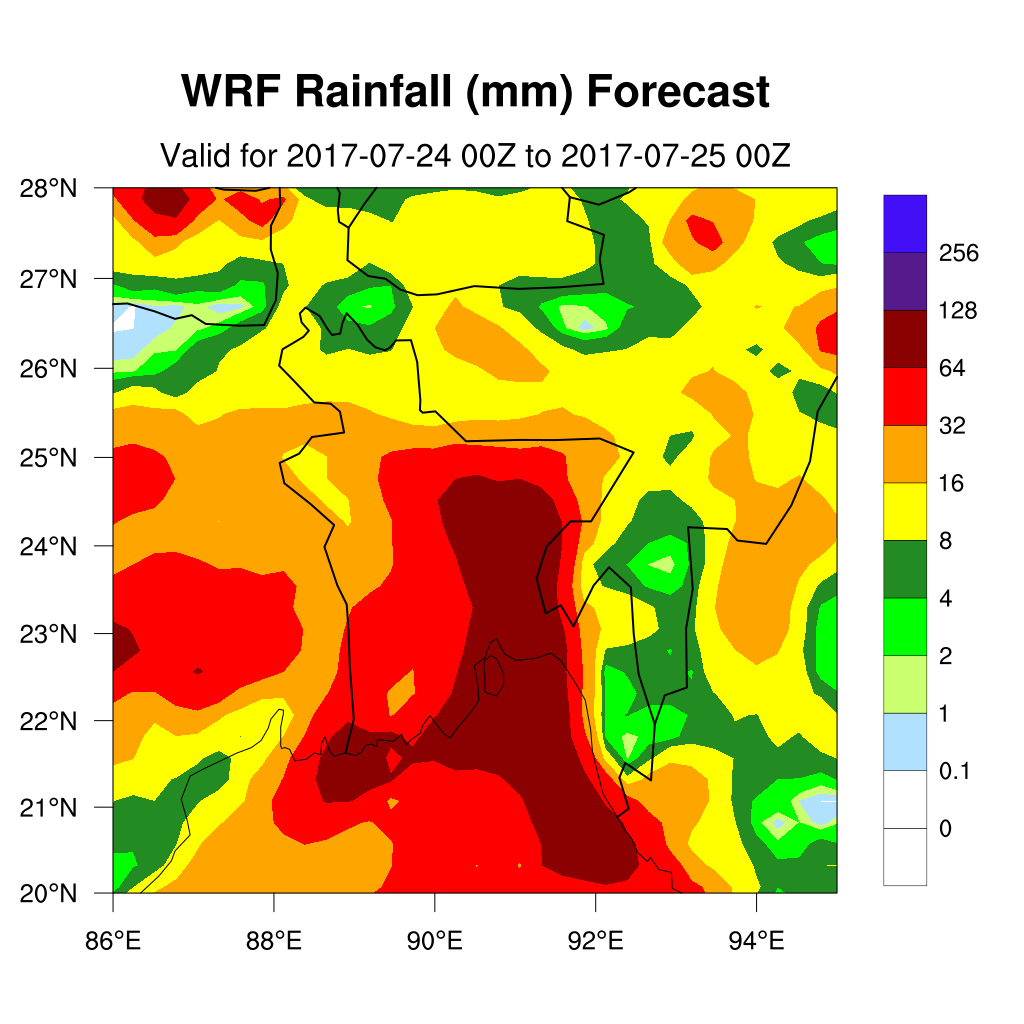 WRF Rainfall (mm) Forecast
Valid for 2017-07-24 00Z to 2017-07-25 00Z
28°N
27°N
26°N
25°N
24°N
23°N
22°N
21°N
20°N
86°E 88°E 90°E 92°E 94°E
256
128
64
32
16
8
4
2
1
0.1
0